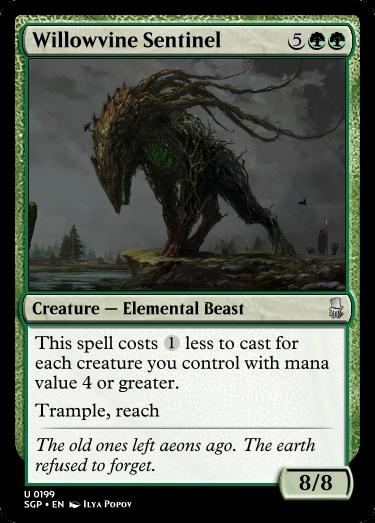 Willowvine Sentinel 5
Creature — Elemental Beast
This spell costs 1 less to cast for
each creature you control with mana
value 4 or greater.
Trample, reach
The old ones left aeons ago. The earth
refused to forget.
8/8
U 0199
SGP • EN Ilya Popov